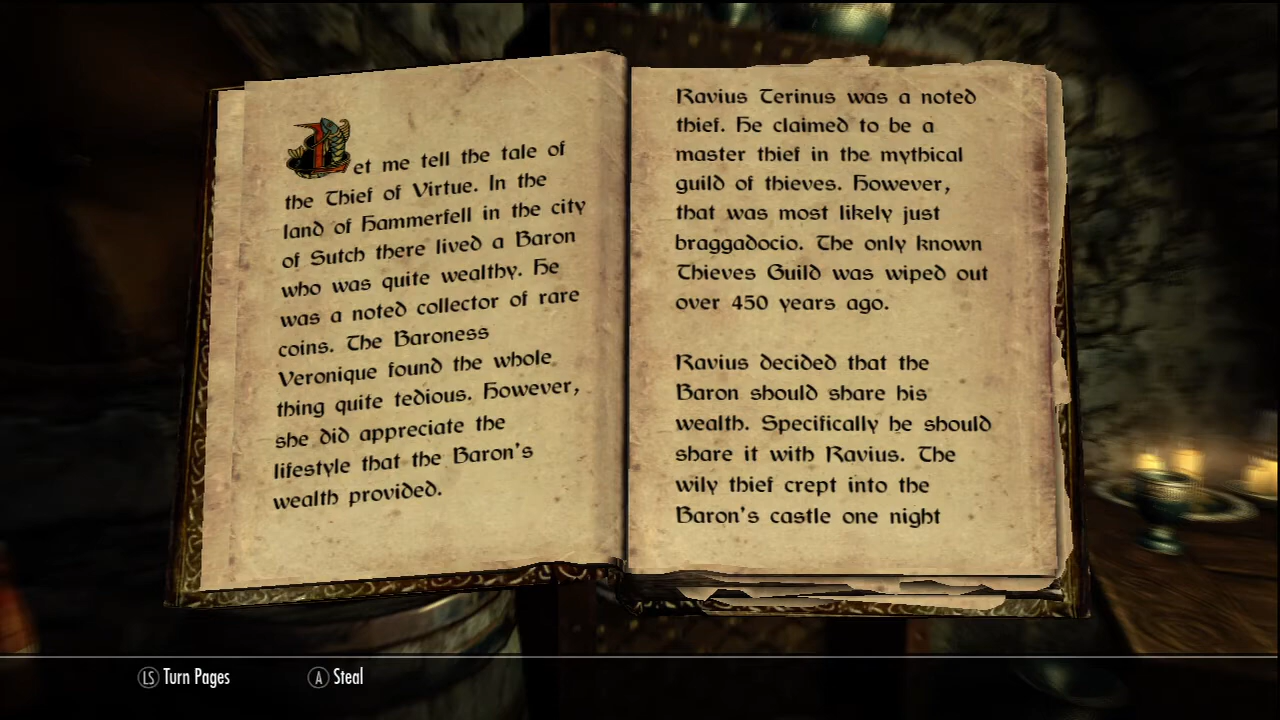 Let me tell the tale of
the Thief of Virtue. In the
land of Hammerfell in the city
of Sutch there lived a Baron
who was quite wealthy. He
was a noted collector of rare
coins. The Baroness
Veronique found the whole
thing quite tedious. However,
she did appreciate the
lifestyle that the Baron's
wealth provided.
Ravius Terinus was a noted
thief. He claimed to be a
master thief in the mythical
guild of thieves. However,
that was most likely just
braggadocio. The only known
Thieves Guild was wiped out
over 450 years ago.
Ravius decided that the
Baron should share his
wealth. Specifically he should
share it with Ravius. The
wily thief crept into the
Baron's castle one night
LS Turn Pages
A Steal